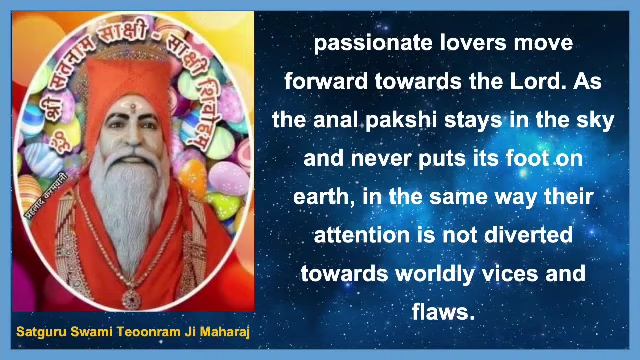 श्री सतनाम साक्षी - साक्षी शिवोहम्
ॐ
प्रहलाद कमथानी
Satguru Swami Teoonram Ji Maharaj
passionate lovers move
forward towards the Lord. As
the anal pakshi stays in the sky
and never puts its foot on
earth, in the same way their
attention is not diverted
towards worldly vices and
flaws.